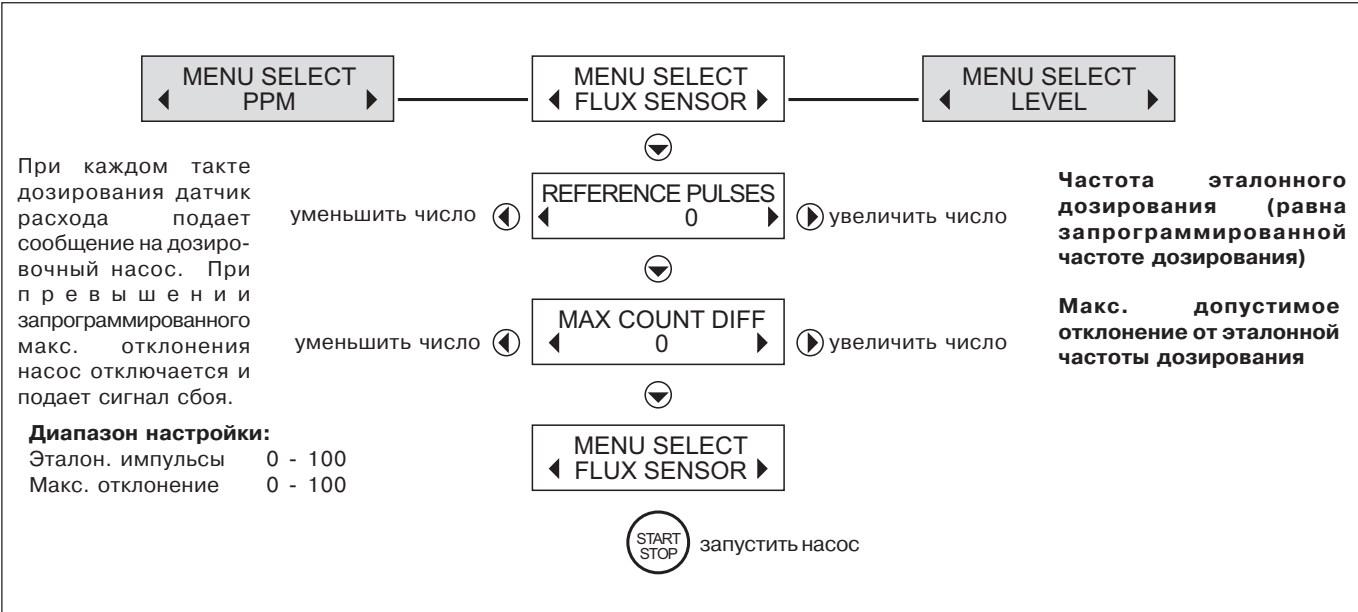 MENU SELECT
PPM
MENU SELECT
FLUX SENSOR
MENU SELECT
LEVEL
При каждом такте
дозирования датчик
расхода подает
сообщение на дозиро-
вочный насос. При
превышении
запрограммированного
макс. отклонения
насос отключается и
подает сигнал сбоя.
Диапазон настройки:
Эталон. импульсы 0 - 100
Макс. отклонение 0 - 100
уменьшить число
REFERENCE PULSES
0
увеличить число
уменьшить число
MAX COUNT DIFF
0
увеличить число
MENU SELECT
FLUX SENSOR
START
STOP
запустить насос
Частота эталонного
дозирования (равна
запрограммированной
частоте дозирования)
Макс. допустимое
отклонение от эталонной
частоты дозирования